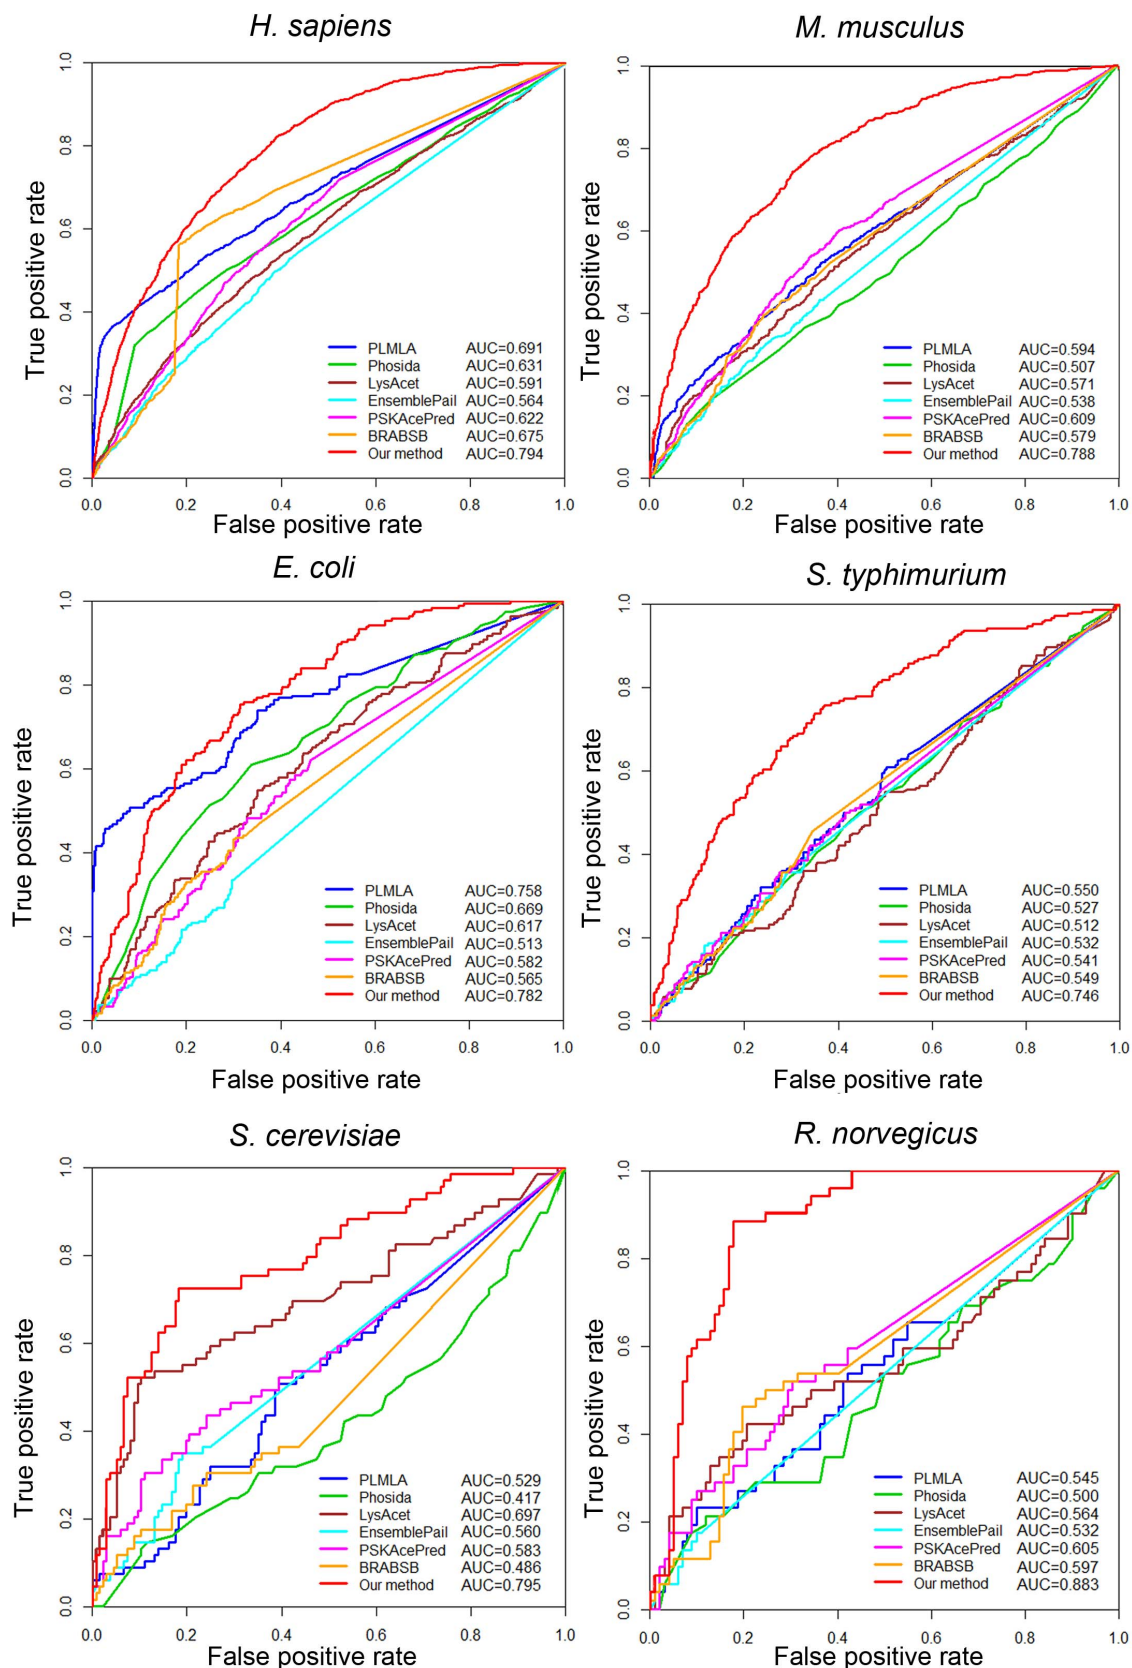 H. sapiens
True positive rate
1.0
0.8
0.6
0.4
0.2
0.0
PLMLA AUC=0.691
Phosida AUC=0.631
LysAcet AUC=0.591
EnsemblePail AUC=0.564
PSKAcePred AUC=0.622
BRABSB AUC=0.675
Our method AUC=0.794
0.0 0.2 0.4 0.6 0.8 1.0
False positive rate
M. musculus
True positive rate
1.0
0.8
0.6
0.4
0.2
0.0
PLMLA AUC=0.594
Phosida AUC=0.507
LysAcet AUC=0.571
EnsemblePail AUC=0.538
PSKAcePred AUC=0.609
BRABSB AUC=0.579
Our method AUC=0.788
0.0 0.2 0.4 0.6 0.8 1.0
False positive rate
E. coli
True positive rate
1.0
0.8
0.6
0.4
0.2
0.0
PLMLA AUC=0.758
Phosida AUC=0.669
LysAcet AUC=0.617
EnsemblePail AUC=0.513
PSKAcePred AUC=0.582
BRABSB AUC=0.565
Our method AUC=0.782
0.0 0.2 0.4 0.6 0.8 1.0
False positive rate
S. typhimurium
True positive rate
1.0
0.8
0.6
0.4
0.2
0.0
PLMLA AUC=0.550
Phosida AUC=0.527
LysAcet AUC=0.512
EnsemblePail AUC=0.532
PSKAcePred AUC=0.541
BRABSB AUC=0.549
Our method AUC=0.746
0.0 0.2 0.4 0.6 0.8 1.0
False positive rate
S. cerevisiae
True positive rate
1.0
0.8
0.6
0.4
0.2
0.0
PLMLA AUC=0.529
Phosida AUC=0.417
LysAcet AUC=0.697
EnsemblePail AUC=0.560
PSKAcePred AUC=0.583
BRABSB AUC=0.486
Our method AUC=0.795
0.0 0.2 0.4 0.6 0.8 1.0
False positive rate
R. norvegicus
True positive rate
1.0
0.8
0.6
0.4
0.2
0.0
PLMLA AUC=0.545
Phosida AUC=0.500
LysAcet AUC=0.564
EnsemblePail AUC=0.532
PSKAcePred AUC=0.605
BRABSB AUC=0.597
Our method AUC=0.883
0.0 0.2 0.4 0.6 0.8 1.0
False positive rate